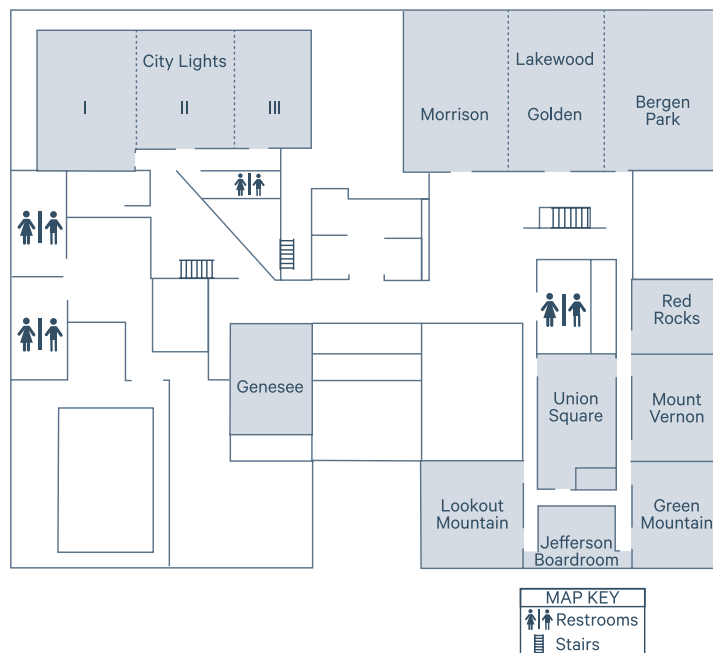 City Lights
I
II
III
Lakewood
Morrison
Golden
Bergen
Park
Red
Rocks
Genesee
Union
Square
Mount
Vernon
Lookout
Mountain
Green
Mountain
Jefferson
Boardroom
MAP KEY
Restrooms
Stairs